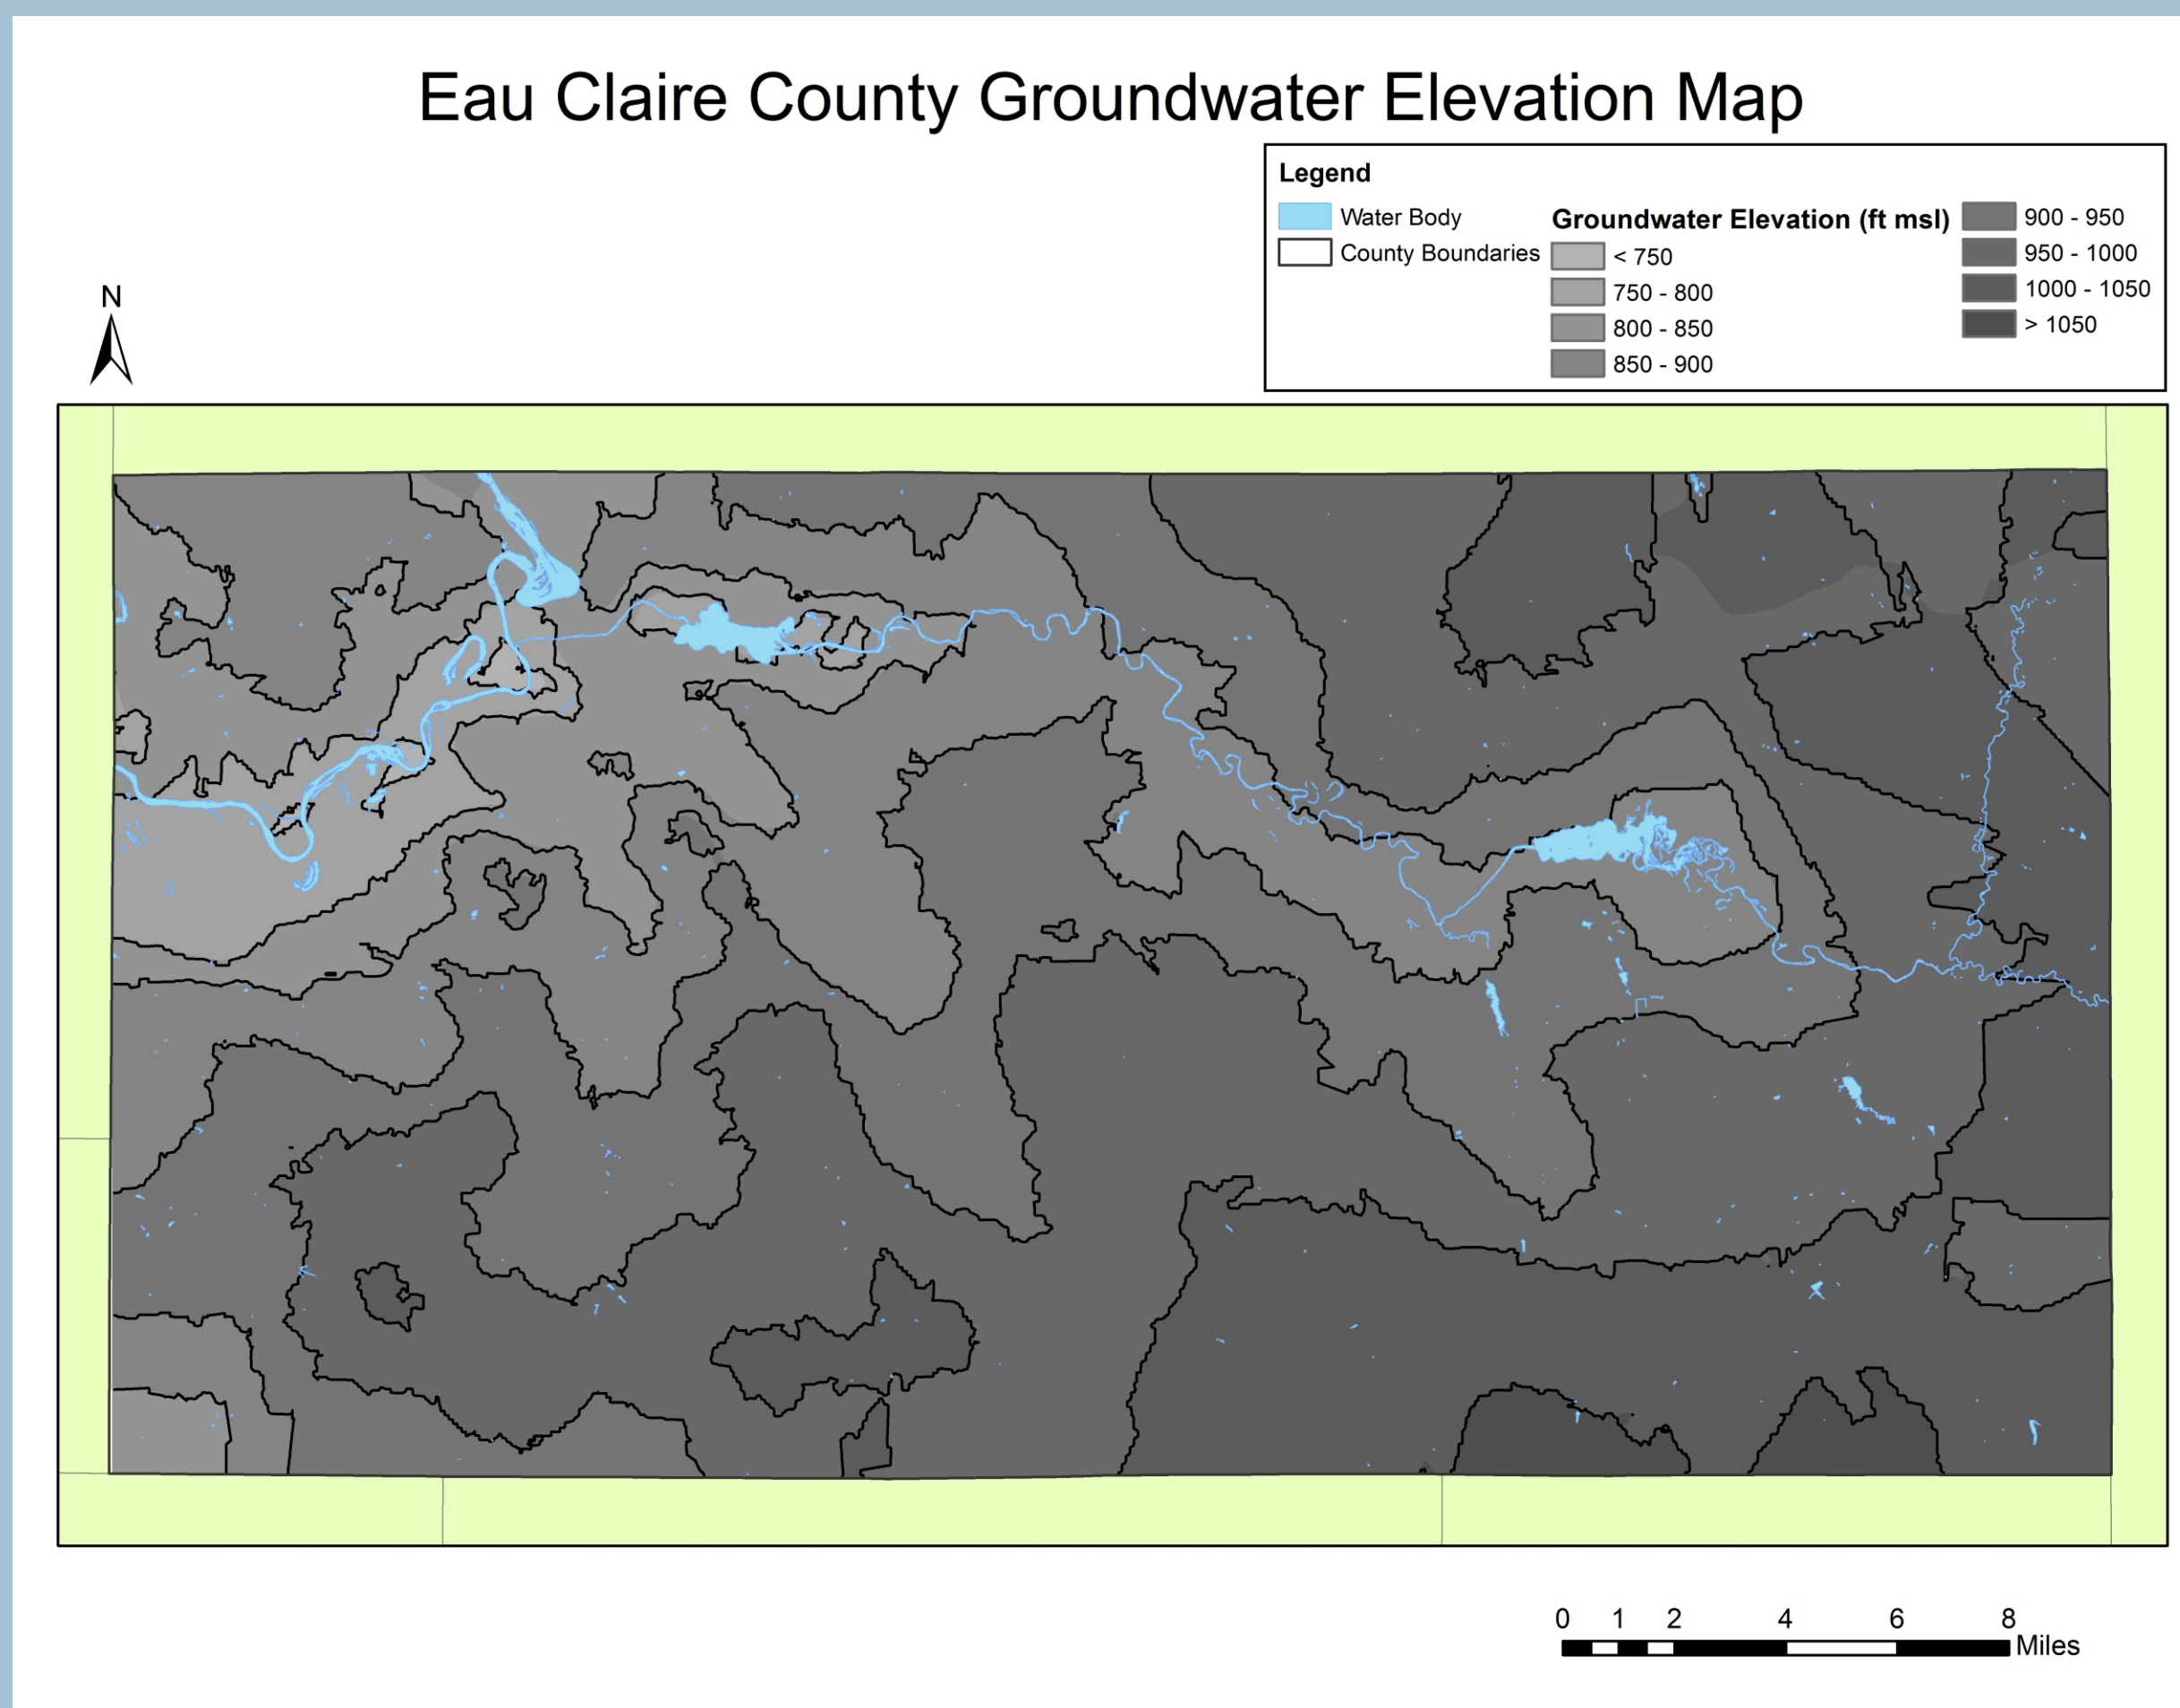 Eau Claire County Groundwater Elevation Map
Legend
Water Body
County Boundaries
Groundwater Elevation (ft msl)
< 750
750 - 800
800 - 850
850 - 900
900 - 950
950 - 1000
1000 - 1050
> 1050
N
0 1 2 4 6 8
Miles